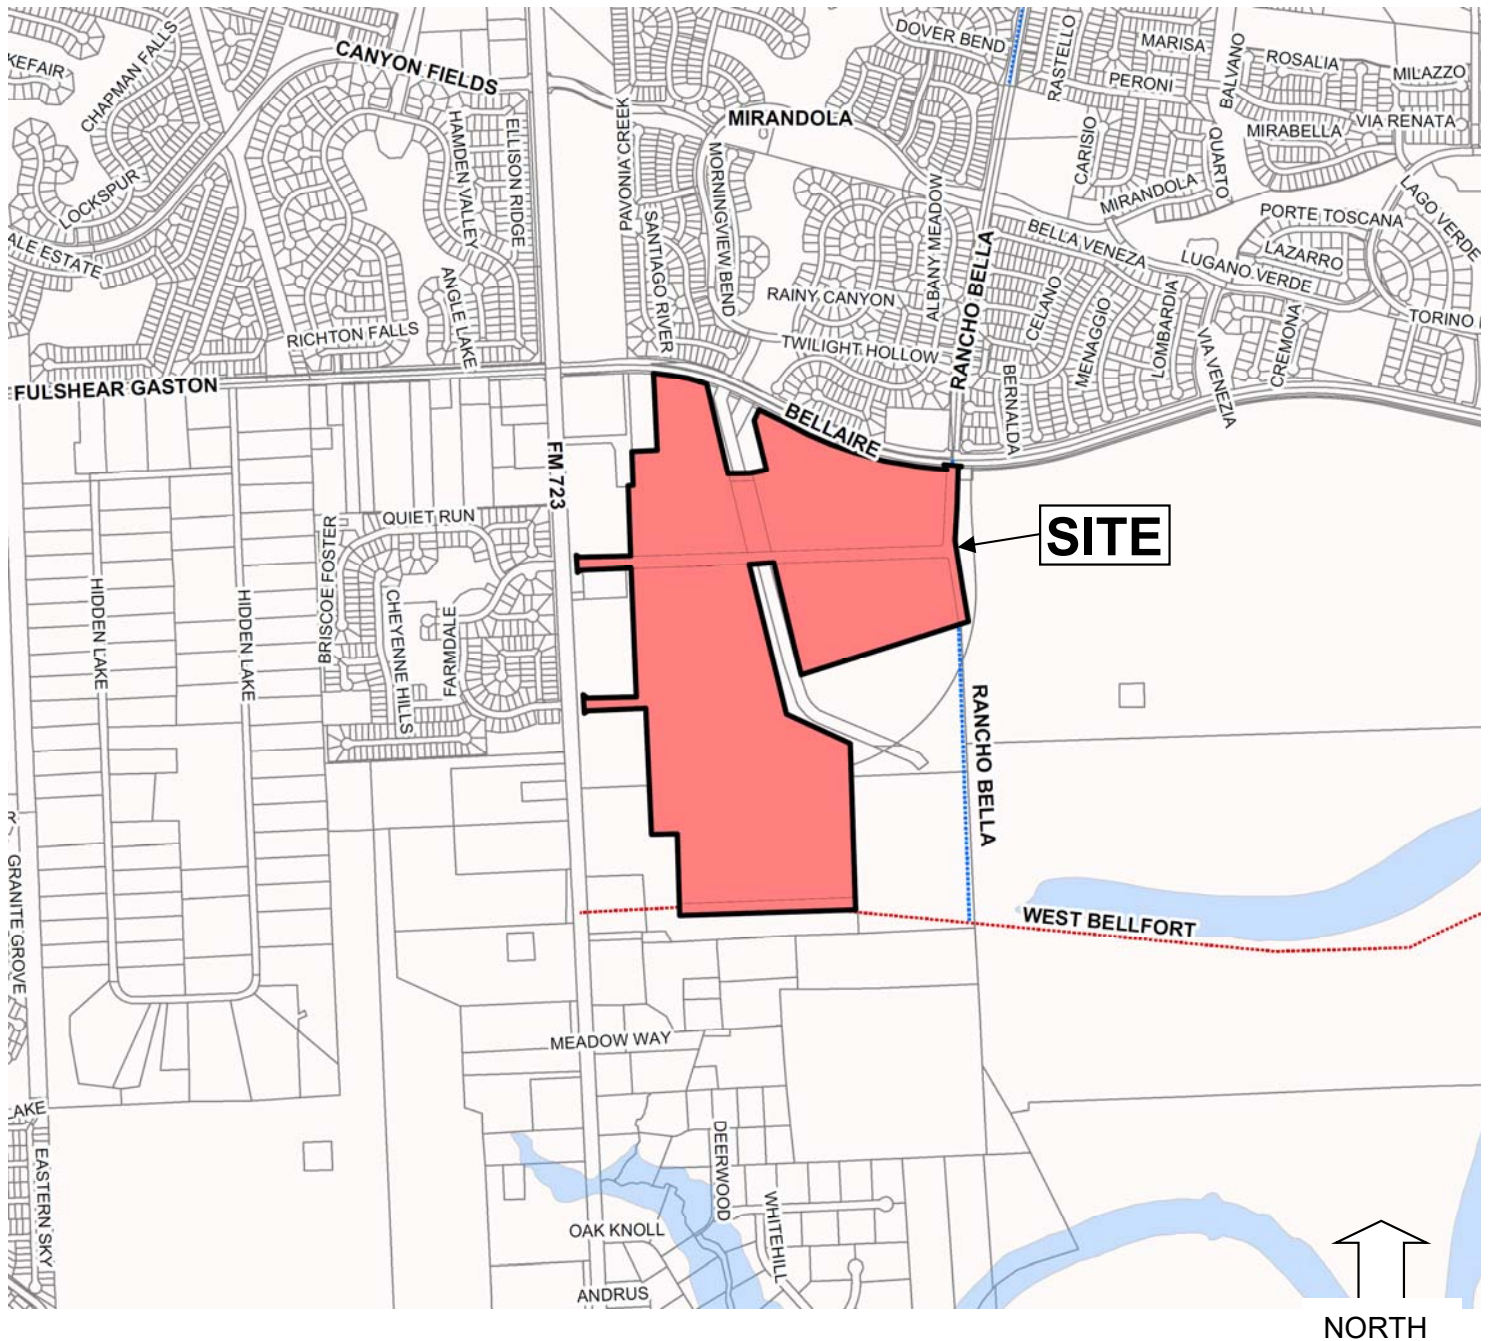 DOVER BEND
RASTELLO
MARISA
ROSALIA
MILAZZO
KEFAIR
CHAPMAN FALLS
CANYON FIELDS
PERONI
BALVANO
MIRANDOLA
PAVONIA CREEK
HAMDEN VALLEY
ELLISON RIDGE
MORNINGVIEW BEND
CARISIO
QUARTO
MIRABELLA
VIA RENATA
LOCKSPUR
ALBANY MEADOW
MIRANDOLA
LAGO VERDE
PORTE TOSCANA
ALE ESTATE
SANTIAGO RIVER
RANCHO BELLA
BELLA VENEZA
LAZARRO
LUGANO VERDE
ANGLE LAKE
RAINY CANYON
CELANO
MENAGGIO
LOMBARDIA
CREMONA
TORINO
RICHTON FALLS
TWILIGHT HOLLOW
BERNALDA
VIA VENEZIA
FULSHEAR GASTON
BELLAIRE
FM 723
QUIET RUN
BRISCOE FOSTER
SITE
HIDDEN LAKE
HIDDEN LAKE
CHEYENNE HILLS
FARMDALE
RANCHO BELLA
GRANITE GROVE
WEST BELLFORT
MEADOW WAY
LAKE
EASTERN SKY
DEERWOOD
WHITEHILL
OAK KNOLL
ANDRUS
NORTH